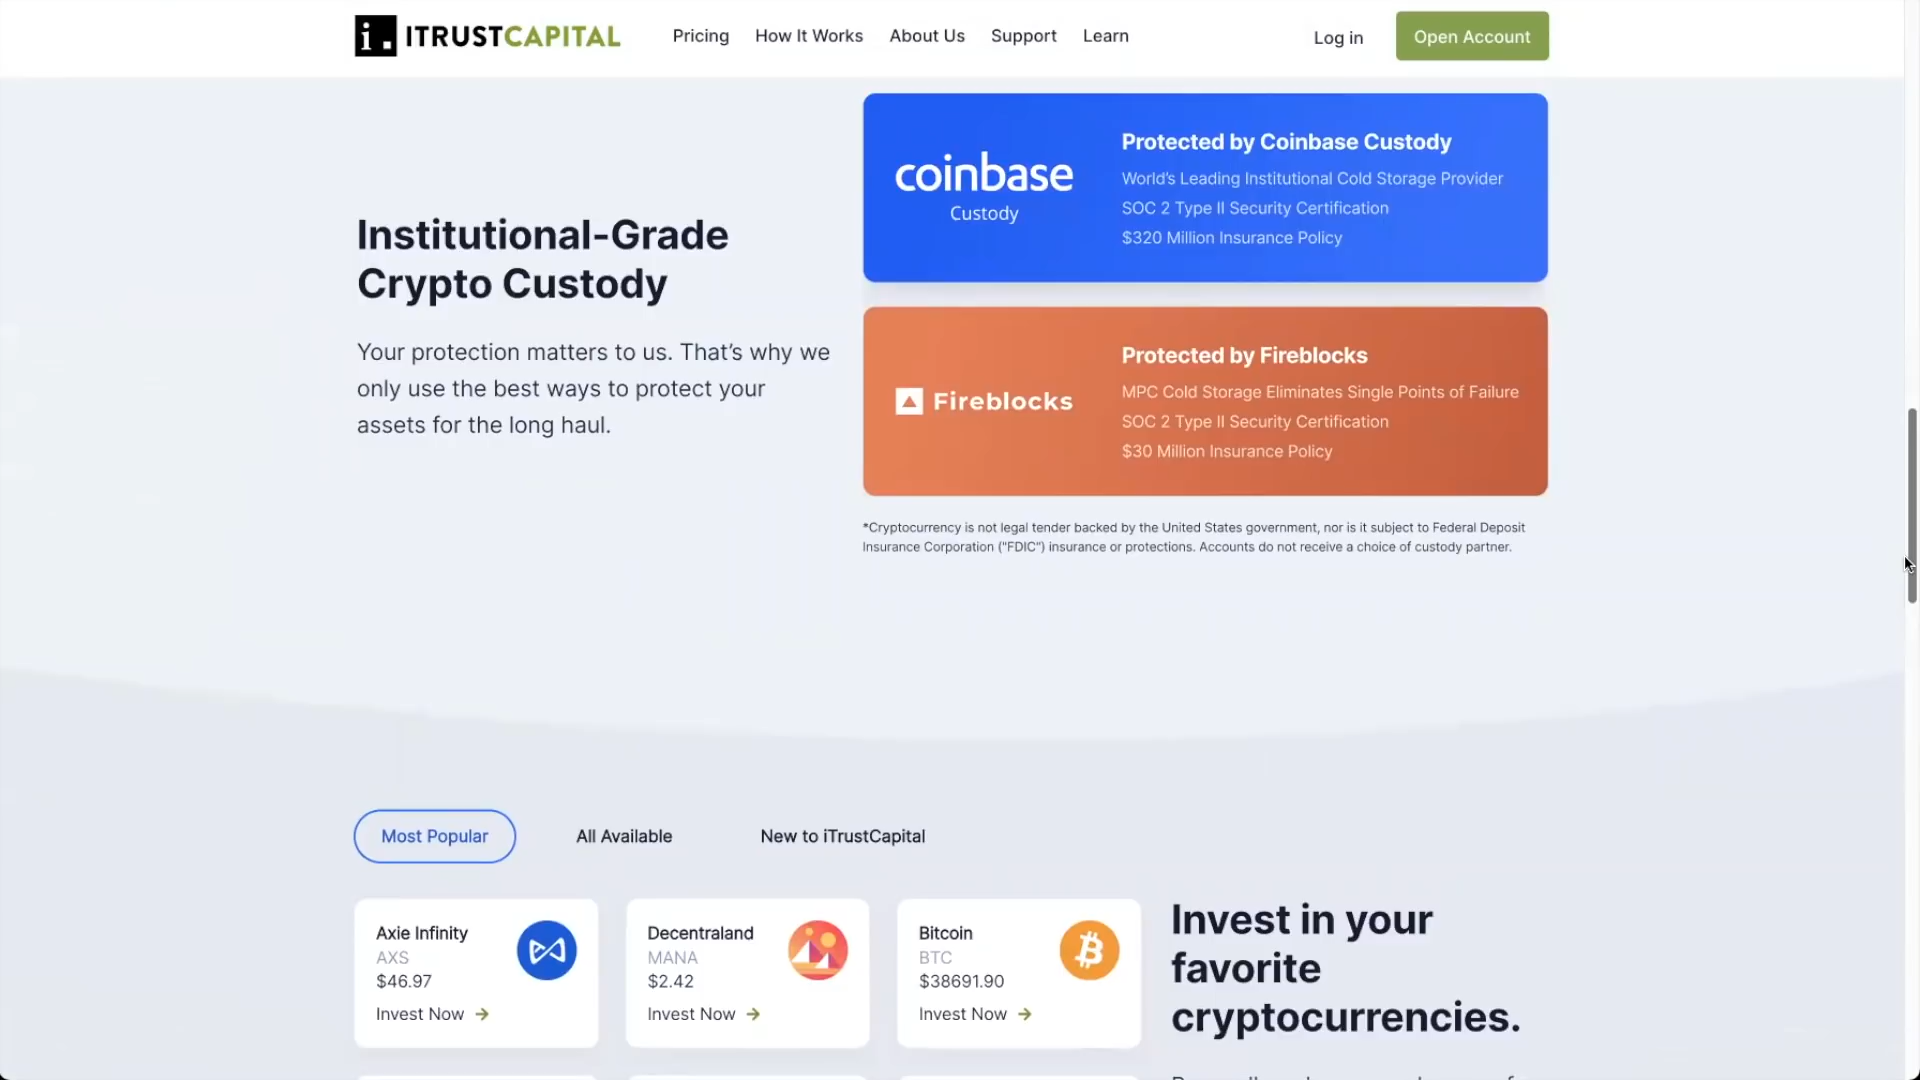 i. ITRUSTCAPITAL
Pricing
How It Works
About Us
Support
Learn
Log in
Open Account
Institutional-Grade
Crypto Custody
Your protection matters to us. That’s why we
only use the best ways to protect your
assets for the long haul.
coinbase
Custody
Protected by Coinbase Custody
World’s Leading Institutional Cold Storage Provider
SOC 2 Type II Security Certification
$320 Million Insurance Policy
Fireblocks
Protected by Fireblocks
MPC Cold Storage Eliminates Single Points of Failure
SOC 2 Type II Security Certification
$30 Million Insurance Policy
*Cryptocurrency is not legal tender backed by the United States government, nor is it subject to Federal Deposit
Insurance Corporation ("FDIC") insurance or protections. Accounts do not receive a choice of custody partner.
Most Popular
All Available
New to iTrustCapital
Axie Infinity
AXS
$46.97
Invest Now
Decentraland
MANA
$2.42
Invest Now
Bitcoin
BTC
$38691.90
Invest Now
Invest in your
favorite
cryptocurrencies.